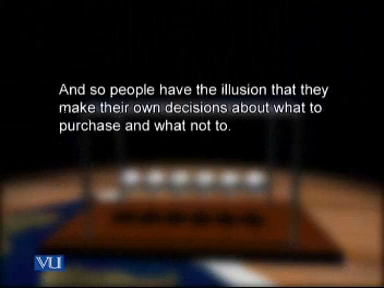 And so people have the illusion that they
make their own decisions about what to
purchase and what not to.
VU